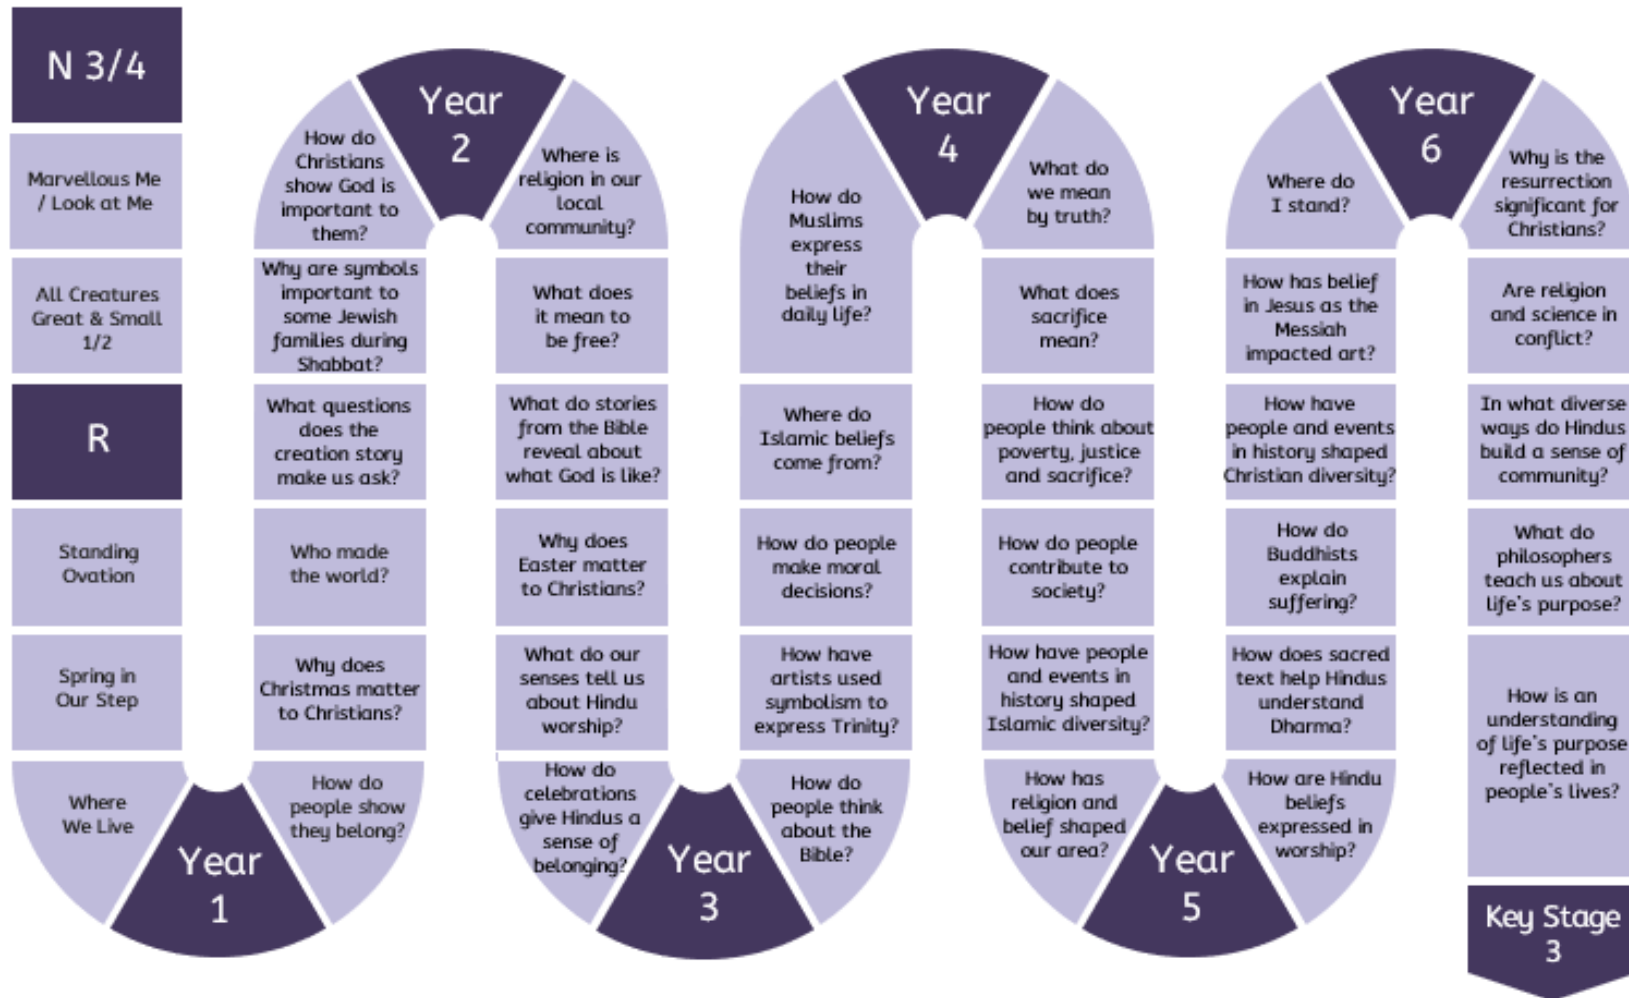 N 3/4
Marvellous Me
/ Look at Me
All Creatures
Great & Small
1/2
R
Standing
Ovation
Spring in
Our Step
Where
We Live
Year
1
How do
people show
they belong?
Why does
Christmas matter
to Christians?
Who made
the world?
What questions
does the
creation story
make us ask?
Why are symbols
important to
some Jewish
families during
Shabbat?
How do
Christians
show God is
important to
them?
Year
2
Where is
religion in our
local
community?
What does
it mean to
be free?
What do stories
from the Bible
reveal about
what God is like?
Why does
Easter matter
to Christians?
What do our
senses tell us
about Hindu
worship?
How do
celebrations
give Hindus a
sense of
belonging?
Year
3
How do
people think
about the
Bible?
How have
artists used
symbolism to
express Trinity?
How do people
make moral
decisions?
Where do
Islamic beliefs
come from?
How do
Muslims
express
their
beliefs in
daily life?
Year
4
What do
we mean
by truth?
What does
sacrifice
mean?
How do
people think about
poverty, justice
and sacrifice?
How do people
contribute to
society?
How have people
and events in
history shaped
Islamic diversity?
How has
religion and
belief shaped
our area?
Year
5
How are Hindu
beliefs
expressed in
worship?
How does sacred
text help Hindus
understand
Dharma?
How do
Buddhists
explain
suffering?
How have
people and events
in history shaped
Christian diversity?
How has belief
in Jesus as the
Messiah
impacted art?
Where do
I stand?
Year
6
Why is the
resurrection
significant for
Christians?
Are religion
and science in
conflict?
In what diverse
ways do Hindus
build a sense of
community?
What do
philosophers
teach us about
life's purpose?
How is an
understanding
of life's purpose
reflected in
people's lives?
Key Stage
3